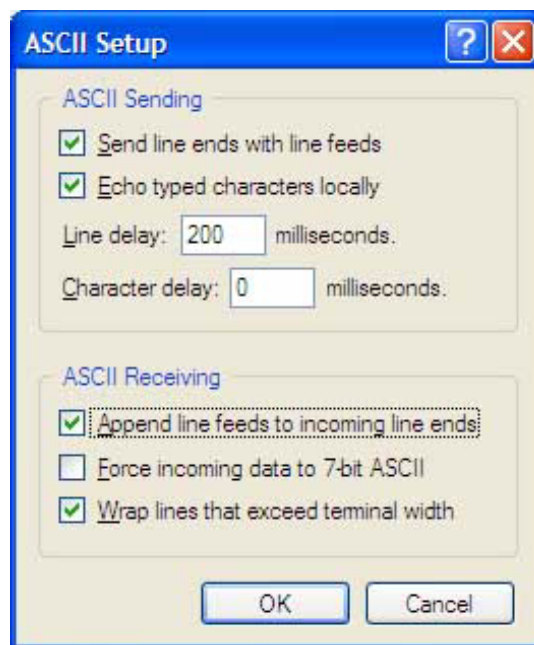 ASCII Setup
ASCII Sending
Send line ends with line feeds
Echo typed characters locally
Line delay: 200 milliseconds.
Character delay: 0 milliseconds.
ASCII Receiving
Append line feeds to incoming line ends
Force incoming data to 7-bit ASCII
Wrap lines that exceed terminal width
OK Cancel